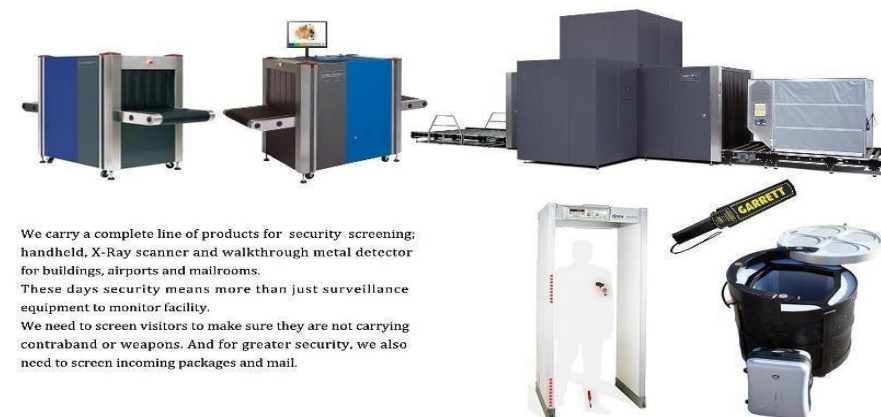 We carry a complete line of products for security screening;
handheld, X-Ray scanner and walkthrough metal detector
for buildings, airports and mailrooms.
These days security means more than just surveillance
equipment to monitor facility.
We need to screen visitors to make sure they are not carrying
contraband or weapons. And for greater security, we also
need to screen incoming packages and mail.
GARRETT